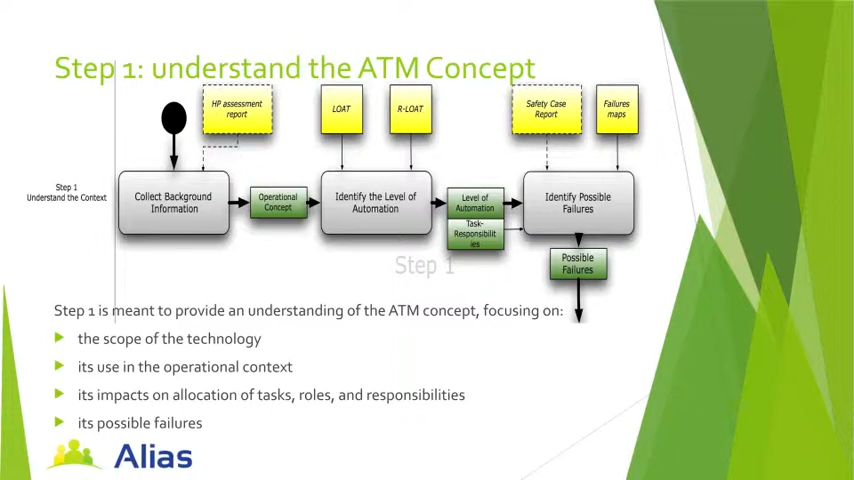 Step 1: understand the ATM Concept
HP assessment
report
LOAT
R-LOAT
Safety Case
Report
Failures
maps
Step 1
Understand the Context
Collect Background
Information
Operational
Concept
Identify the Level of
Automation
Level of
Automation
Task-
Responsibilit
ies
Identify Possible
Failures
Possible
Failures
Step 1
Step 1 is meant to provide an understanding of the ATM concept, focusing on:
the scope of the technology
its use in the operational context
its impacts on allocation of tasks, roles, and responsibilities
its possible failures
Alias